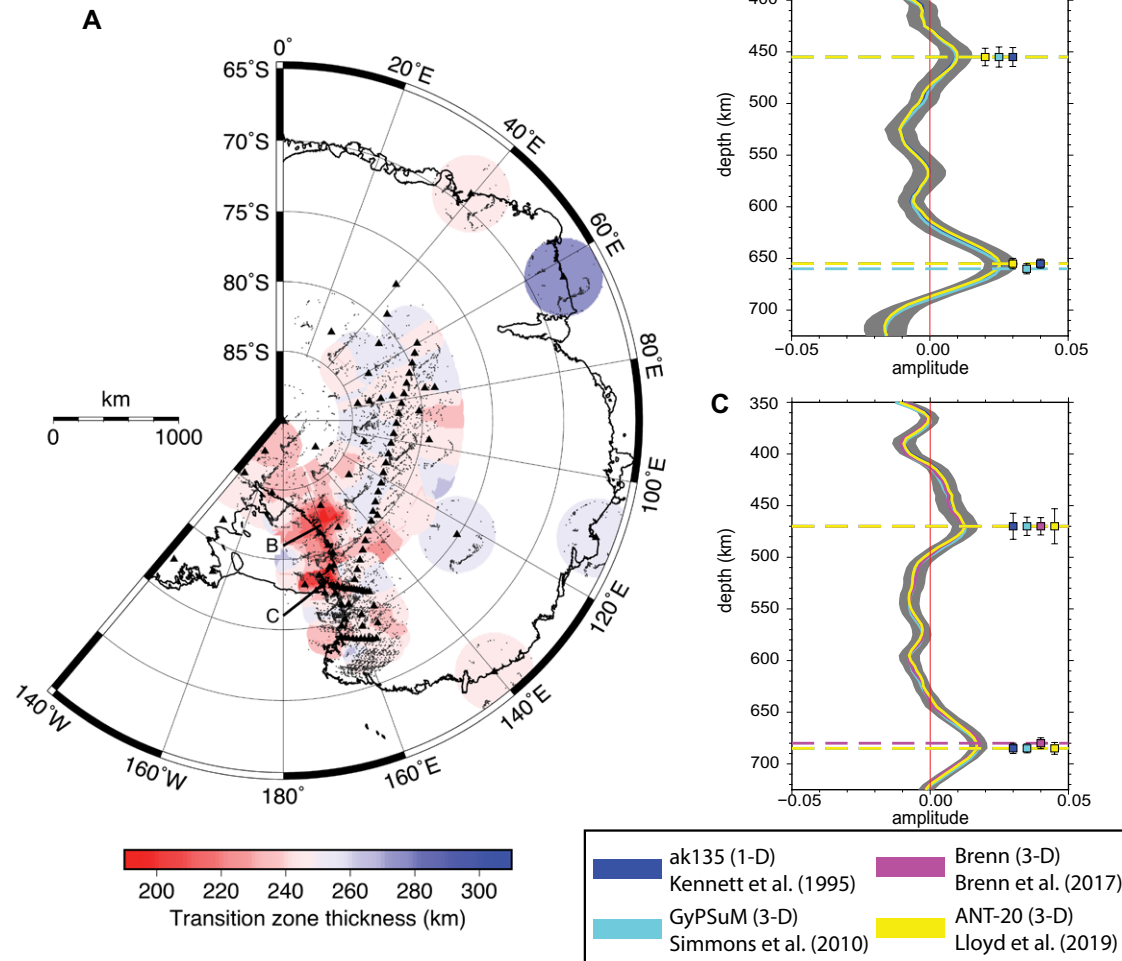 A
0°
20°E
40°E
60°E
80°E
100°E
120°E
140°E
160°E
180°
160°W
140°W
65°S
70°S
75°S
80°S
85°S
km
0 1000
B
C
200 220 240 260 280 300
Transition zone thickness (km)
400
450
500
550
600
650
700
depth (km)
−0.05 0.00 0.05
amplitude
C
350
400
450
500
550
600
650
700
depth (km)
−0.05 0.00 0.05
amplitude
ak135 (1-D)
Kennett et al. (1995)
GyPSuM (3-D)
Simmons et al. (2010)
Brenn (3-D)
Brenn et al. (2017)
ANT-20 (3-D)
Lloyd et al. (2019)